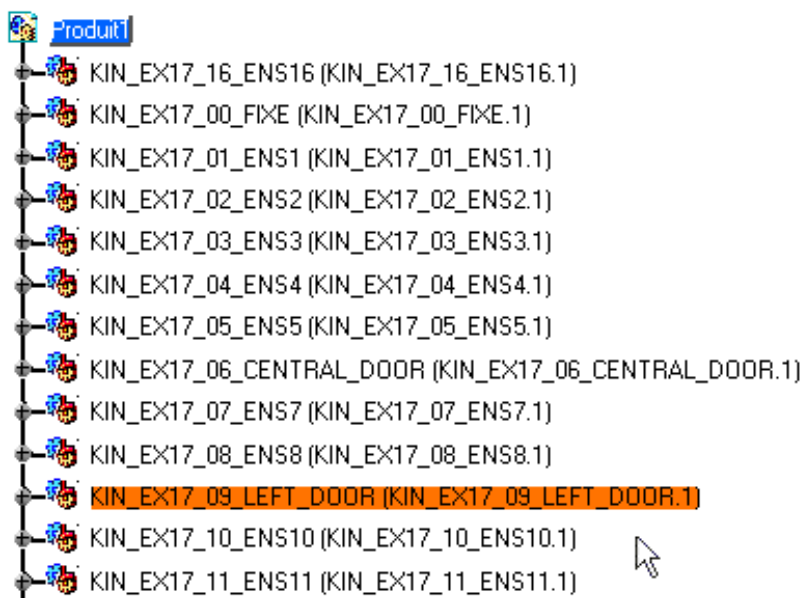 Produit1
KIN_EX17_16_ENS16 (KIN_EX17_16_ENS16.1)
KIN_EX17_00_FIXE (KIN_EX17_00_FIXE.1)
KIN_EX17_01_ENS1 (KIN_EX17_01_ENS1.1)
KIN_EX17_02_ENS2 (KIN_EX17_02_ENS2.1)
KIN_EX17_03_ENS3 (KIN_EX17_03_ENS3.1)
KIN_EX17_04_ENS4 (KIN_EX17_04_ENS4.1)
KIN_EX17_05_ENS5 (KIN_EX17_05_ENS5.1)
KIN_EX17_06_CENTRAL_DOOR (KIN_EX17_06_CENTRAL_DOOR.1)
KIN_EX17_07_ENS7 (KIN_EX17_07_ENS7.1)
KIN_EX17_08_ENS8 (KIN_EX17_08_ENS8.1)
KIN_EX17_09_LEFT_DOOR (KIN_EX17_09_LEFT_DOOR.1)
KIN_EX17_10_ENS10 (KIN_EX17_10_ENS10.1)
KIN_EX17_11_ENS11 (KIN_EX17_11_ENS11.1)